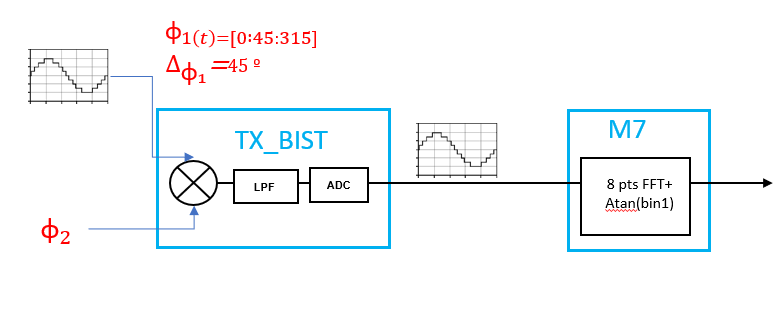 ϕ1(t)=[0:45:315]
Δϕ1=45 º
TX_BIST
M7
LPF
ADC
8 pts FFT+
Atan(bin1)
ϕ2